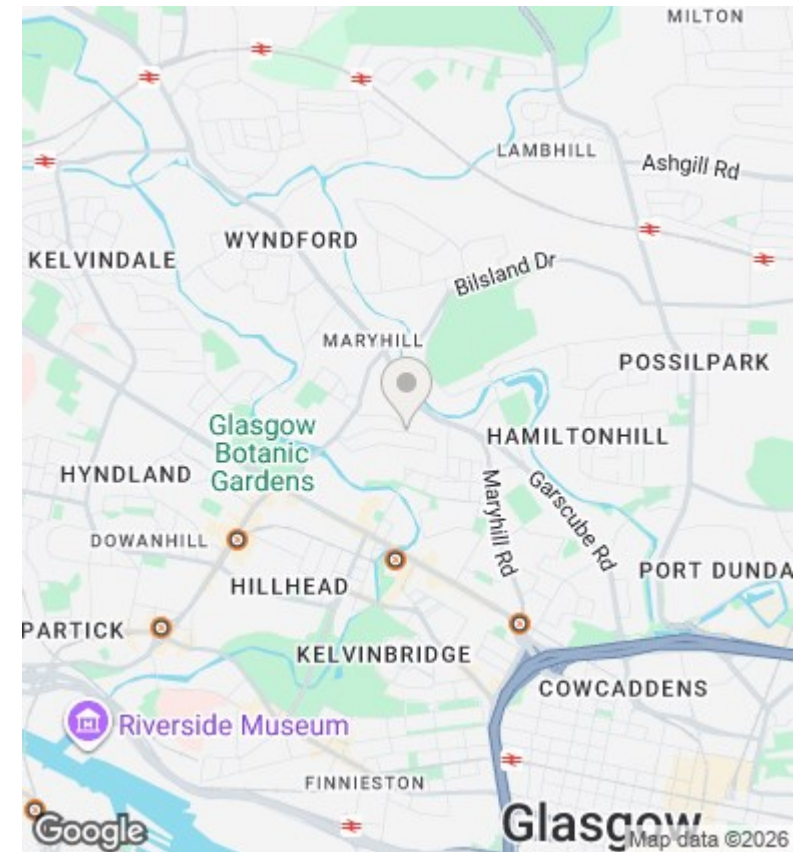 MILTON
LAMBHILL
Ashgill Rd
WYNDFORD
KELVINDALE
Bilsland Dr
MARYHILL
POSSILPARK
Glasgow
Botanic
Gardens
HAMILTONHILL
HYNDLAND
Maryhill Rd
Garscube Rd
DOWANHILL
PORT DUNDA
HILLHEAD
PARTICK
KELVINBRIDGE
COWCADDENS
Riverside Museum
FINNIESTON
Glasgow
Google
Map data ©2026